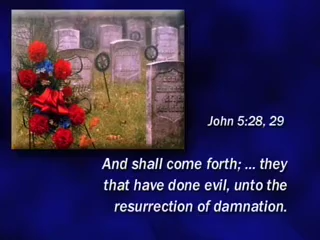 John 5:28, 29
And shall come forth; ... they
that have done evil, unto the
resurrection of damnation.